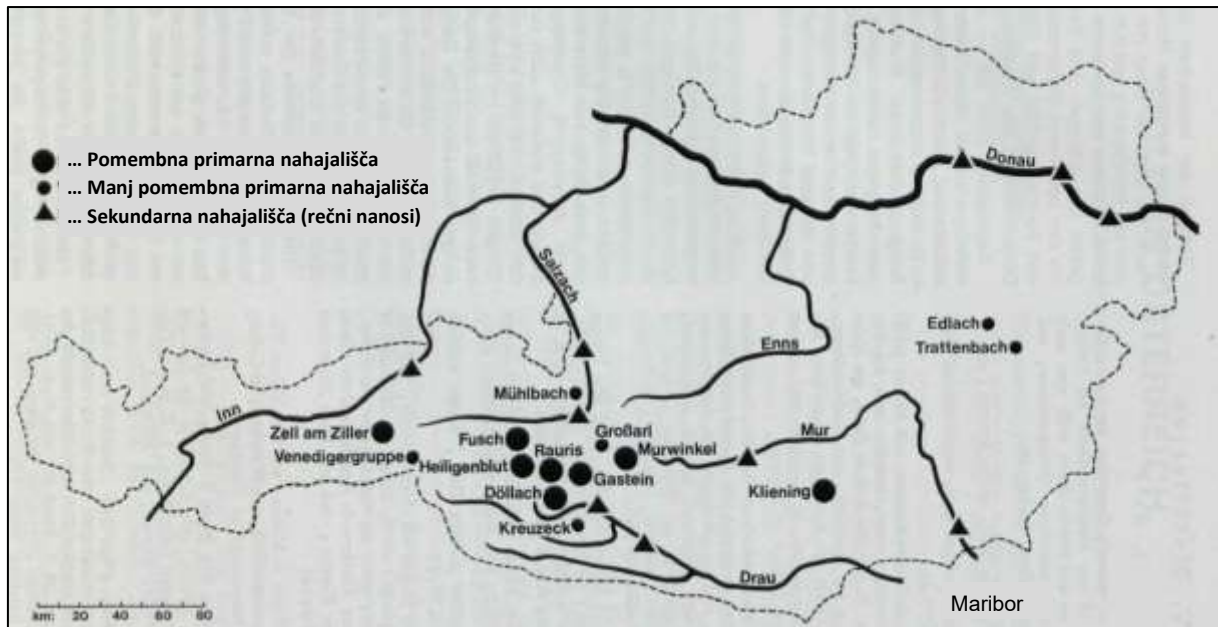 ... Pomembna primarna nahajališča
... Manj pomembna primarna nahajališča
... Sekundarna nahajališča (rečni nanosi)
Donau
Salzach
Edlach
Trattenbach
Enns
Mühlbach
Inn
Zell am Ziller
Venedigergruppe
Fusch
Großarl
Mur
Rauris
Murwinkel
Heiligenblut
Gastein
Döllach
Kliening
Kreuzeck
Drau
Maribor
km: 20 40 60 80